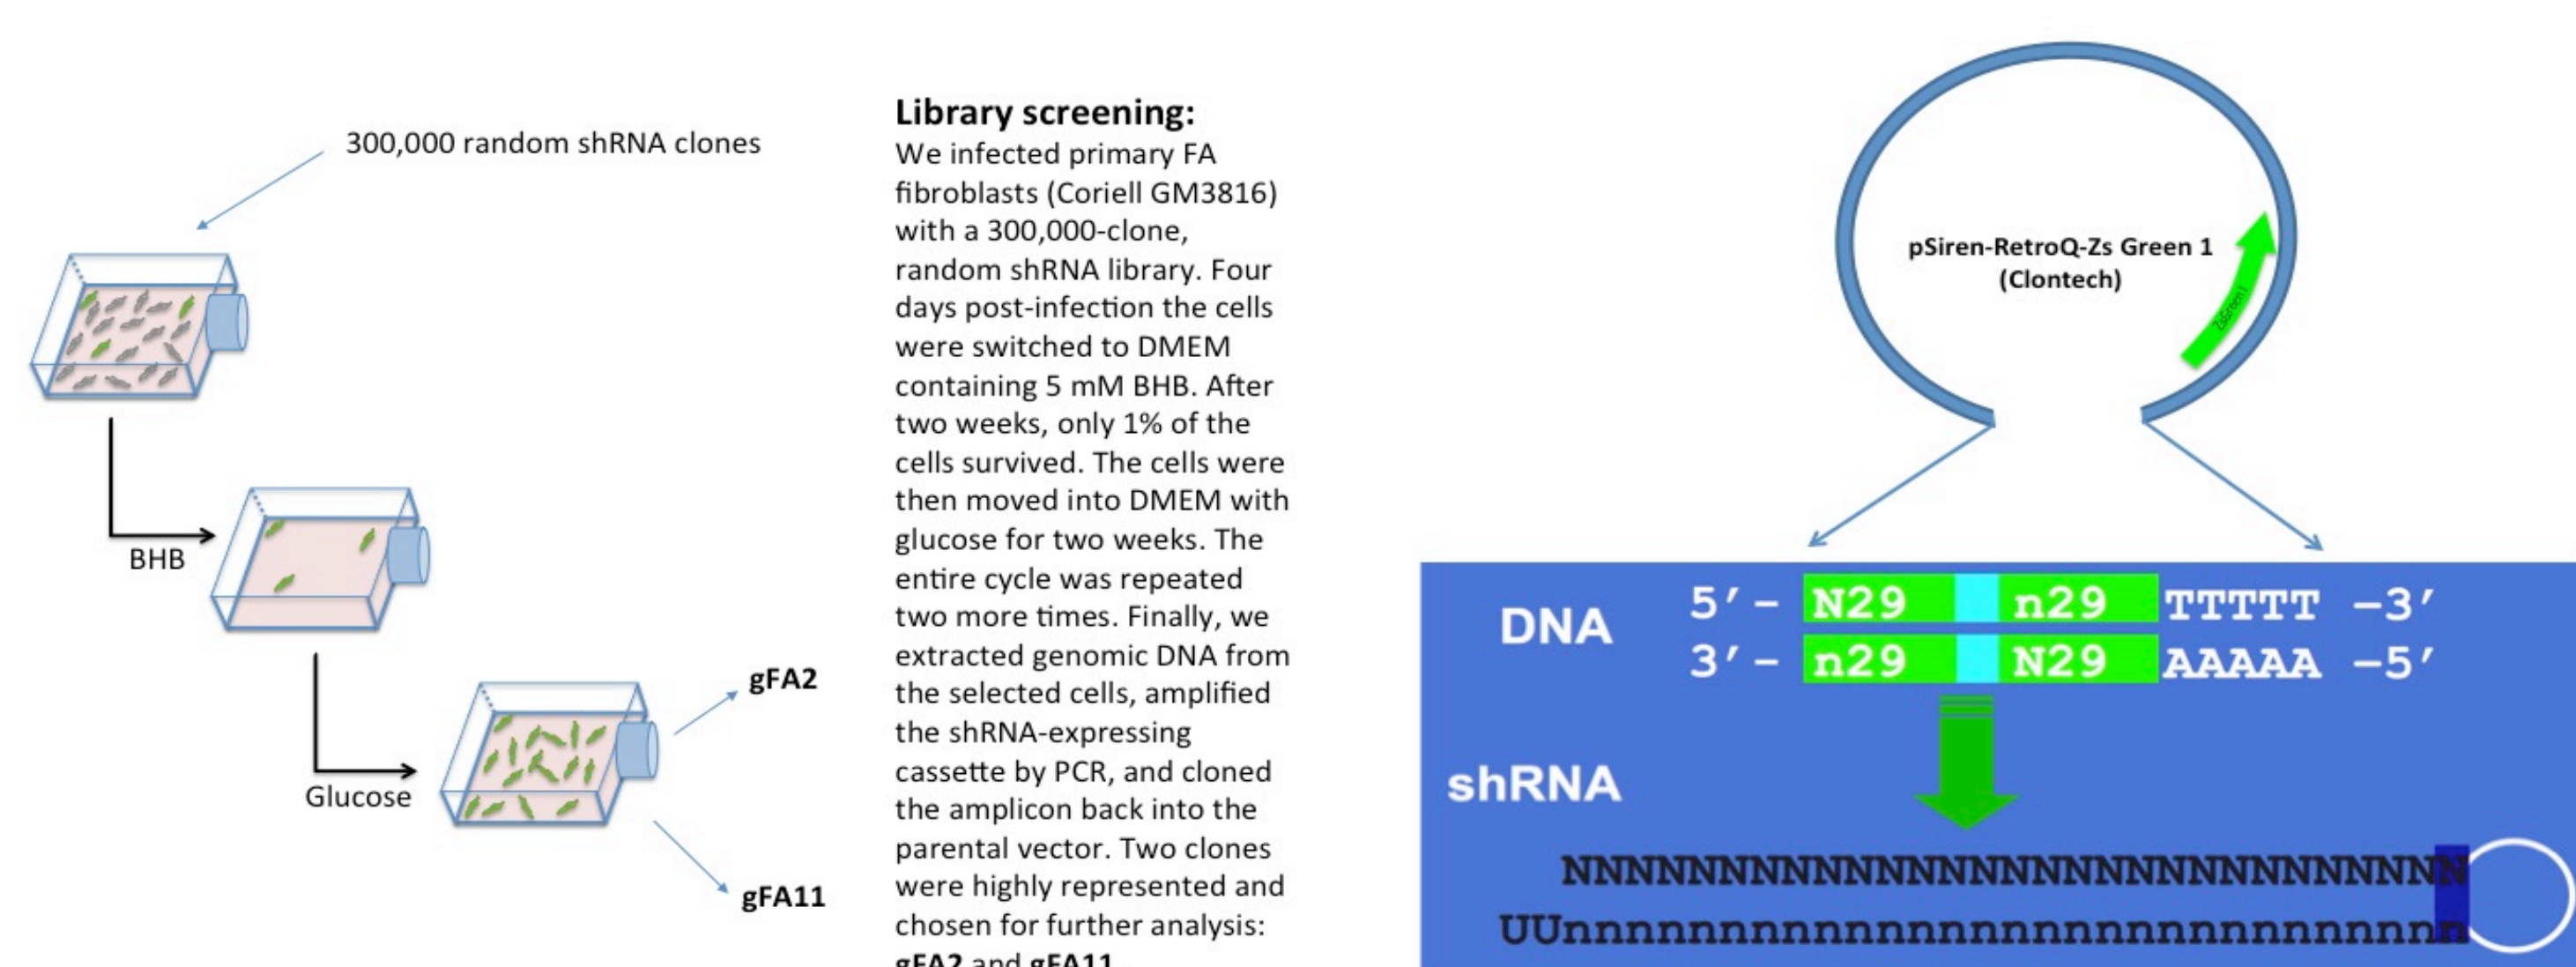 300,000 random shRNA clones
BHB
Glucose
gFA2
gFA11
Library screening:
We infected primary FA
fibroblasts (Coriell GM3816)
with a 300,000-clone,
random shRNA library. Four
days post-infection the cells
were switched to DMEM
containing 5 mM BHB. After
two weeks, only 1% of the
cells survived. The cells were
then moved into DMEM with
glucose for two weeks. The
entire cycle was repeated
two more times. Finally, we
extracted genomic DNA from
the selected cells, amplified
the shRNA-expressing
cassette by PCR, and cloned
the amplicon back into the
parental vector. Two clones
were highly represented and
chosen for further analysis:
gFA2 and gFA11
pSiren-RetroQ-Zs Green 1
(Clontech)
ZsGreen1
DNA
5’– N29 n29 TTTTT –3’
3’– n29 N29 AAAAA –5’
shRNA
NNNNNNNNNNNNNNNNNNNNNNNNNNNNN
UUnnnnnnnnnnnnnnnnnnnnnnnnnnnnn